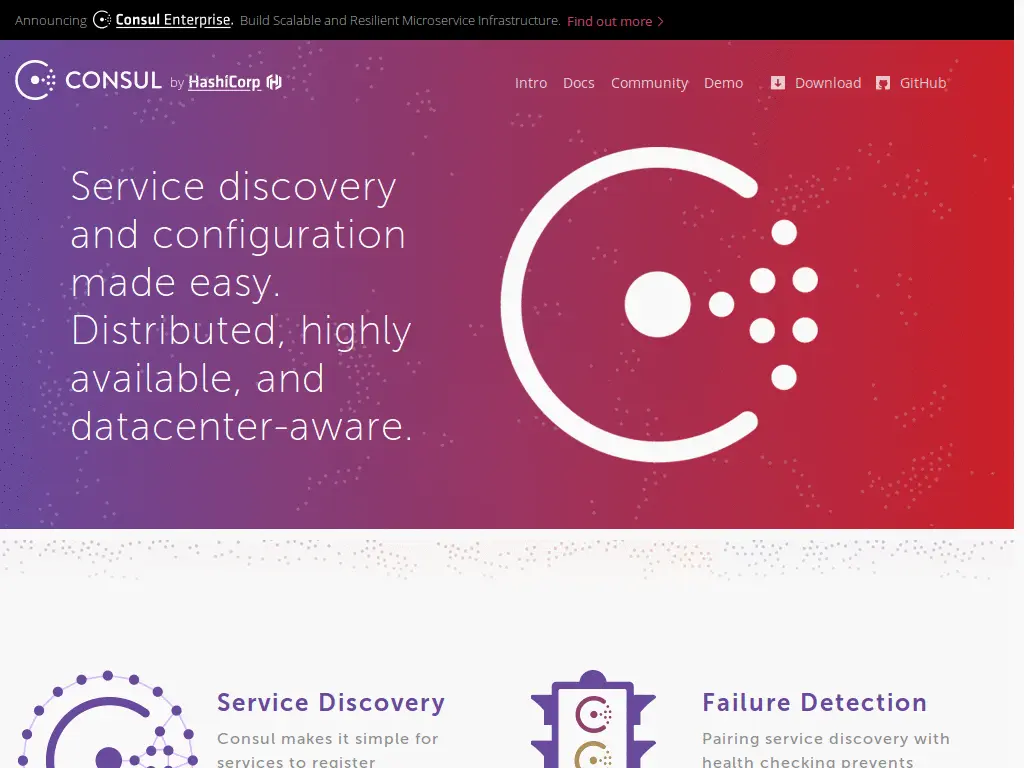 Announcing Consul Enterprise. Build Scalable and Resilient Microservice Infrastructure. Find out more
CONSUL by HashiCorp
Intro Docs Community Demo Download GitHub
Service discovery
and configuration
made easy.
Distributed, highly
available, and
datacenter-aware.
Service Discovery
Consul makes it simple for
services to register
Failure Detection
Pairing service discovery with
health checking prevents